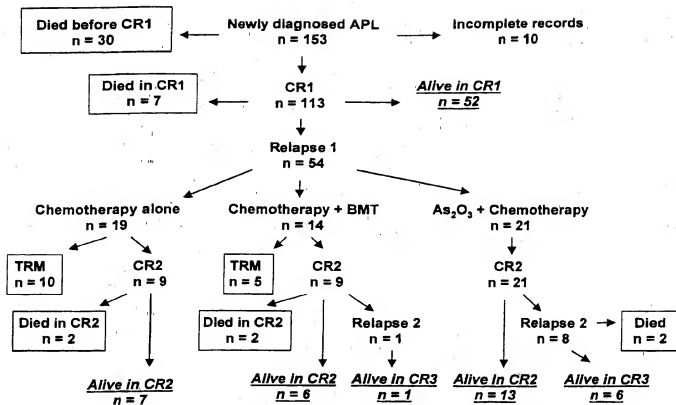 Died before CR1
n = 30
Newly diagnosed APL
n = 153
Incomplete records
n = 10
Died in CR1
n = 7
CR1
n = 113
Alive in CR1
n = 52
Relapse 1
n = 54
Chemotherapy alone
n = 19
Chemotherapy + BMT
n = 14
As₂O₃ + Chemotherapy
n = 21
TRM
n = 10
CR2
n = 9
TRM
n = 5
CR2
n = 9
CR2
n = 21
Died in CR2
n = 2
Died in CR2
n = 2
Relapse 2
n = 1
Relapse 2
n = 8
Died
n = 2
Alive in CR2
n = 7
Alive in CR2
n = 6
Alive in CR3
n = 1
Alive in CR2
n = 13
Alive in CR3
n = 6